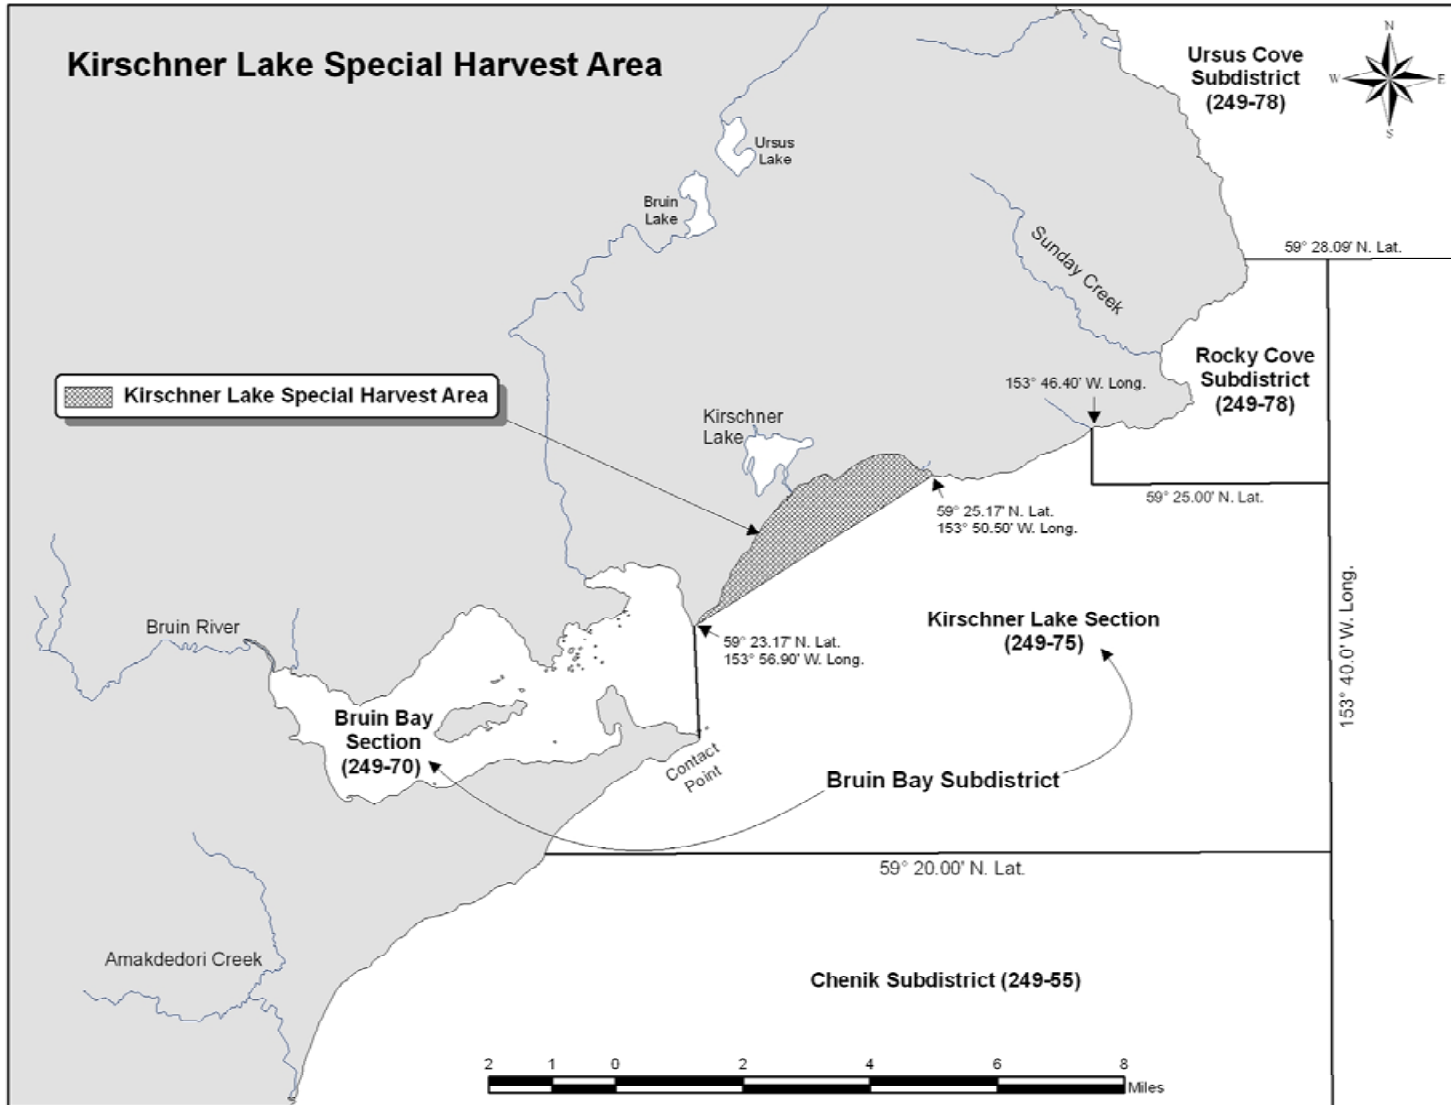 Kirschner Lake Special Harvest Area
Ursus Cove
Subdistrict
(249-78)
N
W
E
S
Ursus
Lake
Bruin
Lake
Sunday Creek
59° 28.09' N. Lat.
Rocky Cove
Subdistrict
(249-78)
153° 46.40' W. Long.
Kirschner Lake Special Harvest Area
Kirschner
Lake
59° 25.00' N. Lat.
59° 25.17' N. Lat.
153° 50.50' W. Long.
153° 40.0' W. Long.
Kirschner Lake Section
(249-75)
Bruin River
59° 23.17' N. Lat.
153° 56.90' W. Long.
Bruin Bay
Section
(249-70)
Contact
Point
Bruin Bay Subdistrict
59° 20.00' N. Lat.
Amakdedori Creek
Chenik Subdistrict (249-55)
2 1 0 2 4 6 8
Miles